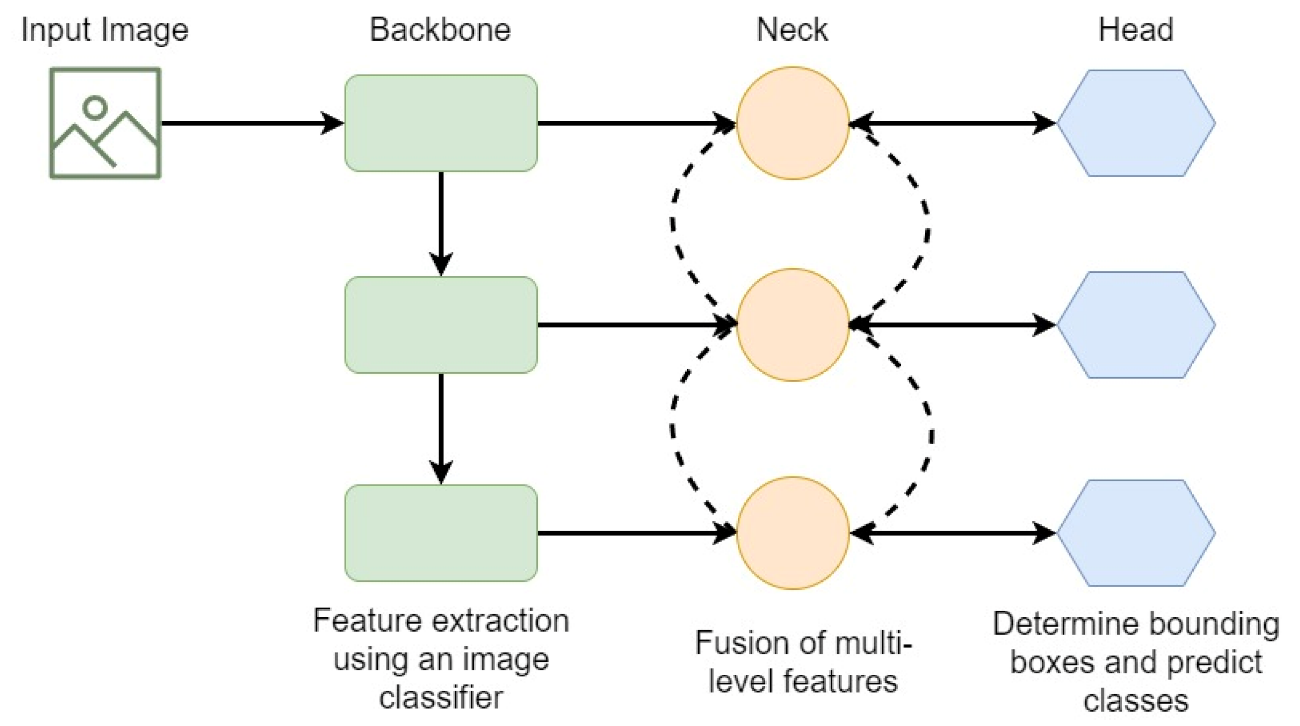 Input Image
Backbone
Neck
Head
Feature extraction
using an image
classifier
Fusion of multi-
level features
Determine bounding
boxes and predict
classes